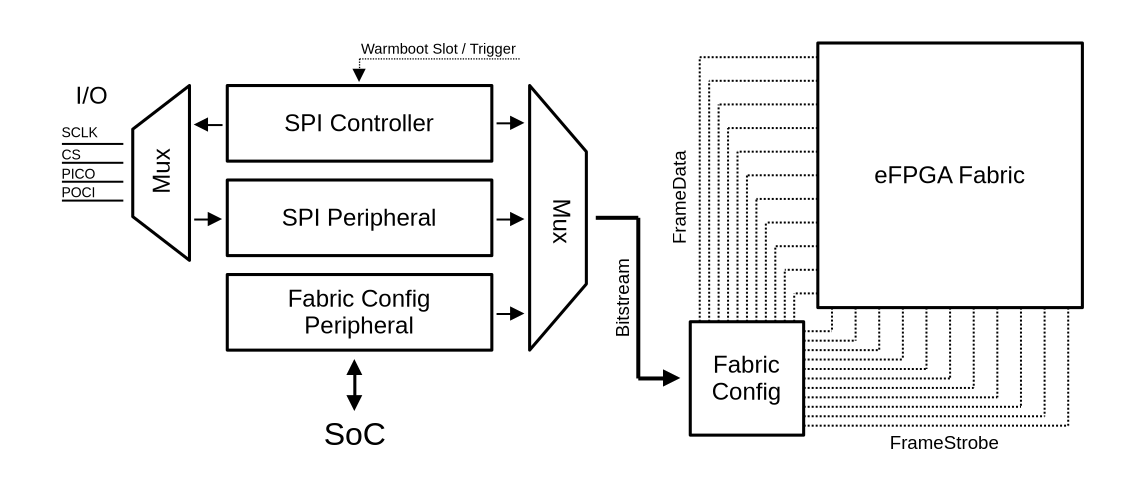 Warmboot Slot / Trigger
I/O
SCLK
CS
PICO
POCI
Mux
SPI Controller
SPI Peripheral
Fabric Config
Peripheral
SoC
Mux
Bitstream
FrameData
eFPGA Fabric
Fabric
Config
FrameStrobe